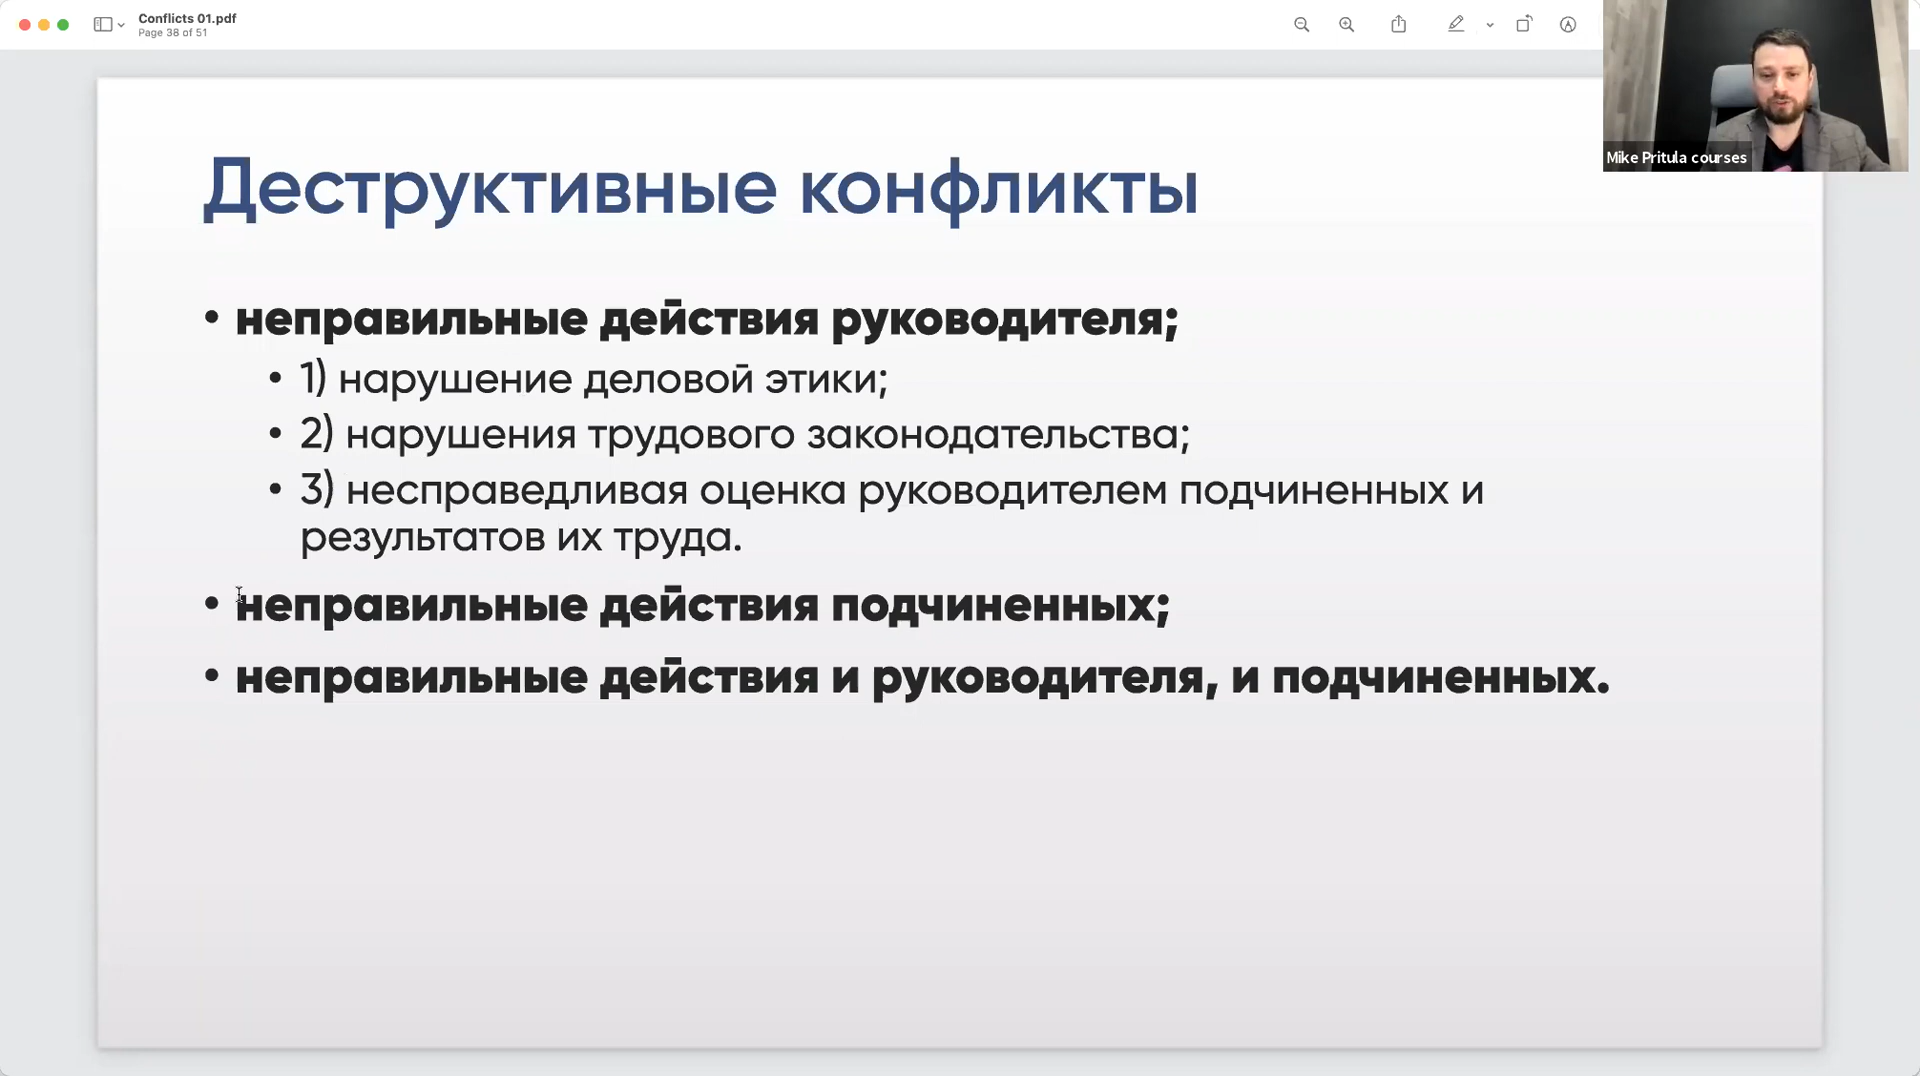 Conflicts 01.pdf
Page 38 of 51
Mike Pritula courses
Деструктивные конфликты
• неправильные действия руководителя;
• 1) нарушение деловой этики;
• 2) нарушения трудового законодательства;
• 3) несправедливая оценка руководителем подчиненных и
результатов их труда.
• неправильные действия подчиненных;
• неправильные действия и руководителя, и подчиненных.